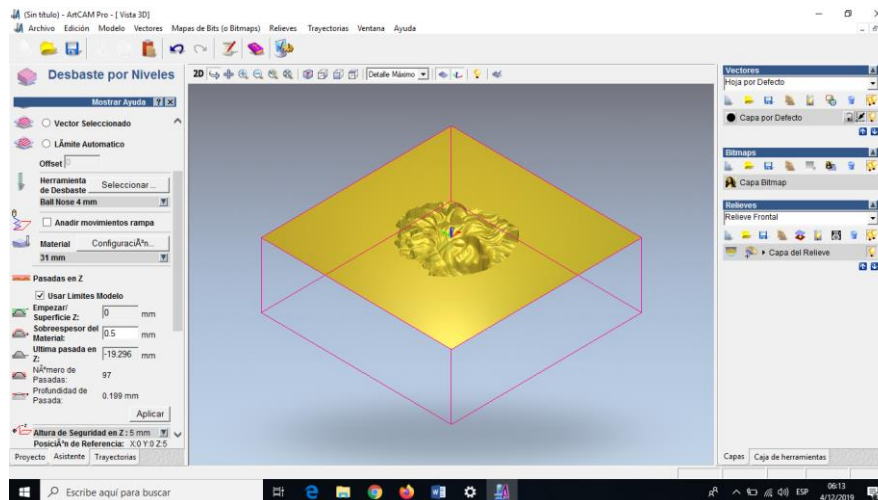 (Sin título) - ArtCAM Pro - [ Vista 3D]
Archivo Edición Modelo Vectores Mapas de Bits (o Bitmaps) Relieves Trayectorias Ventana Ayuda
Desbaste por Niveles
2D
Detalle Máximo
Mostrar Ayuda
Vector Seleccionado
LÃmite Automatico
Offset 0
Herramienta de Desbaste
Seleccionar ...
Ball Nose 4 mm
Anadir movimientos rampa
Material
ConfiguraciÃ³n...
31 mm
Pasadas en Z
Usar Limites Modelo
Empezar/
Superficie Z:
0 mm
Sobreespesor del
Material:
0.5 mm
Ultima pasada en
Z:
-19.296 mm
NÃºmero de
Pasadas:
97
Profundidad de
Pasada:
0.199 mm
Aplicar
Altura de Seguridad en Z : 5 mm
PosiciÃ³n de Referencia: X:0 Y:0 Z:5
Proyecto Asistente Trayectorias
Vectores
Hoja por Defecto
Capa por Defecto
Bitmaps
Capa Bitmap
Relieves
Relieve Frontal
Capa del Relieve
Capas Caja de herramientas
Escribe aquí para buscar
ESP
06:13
4/12/2019